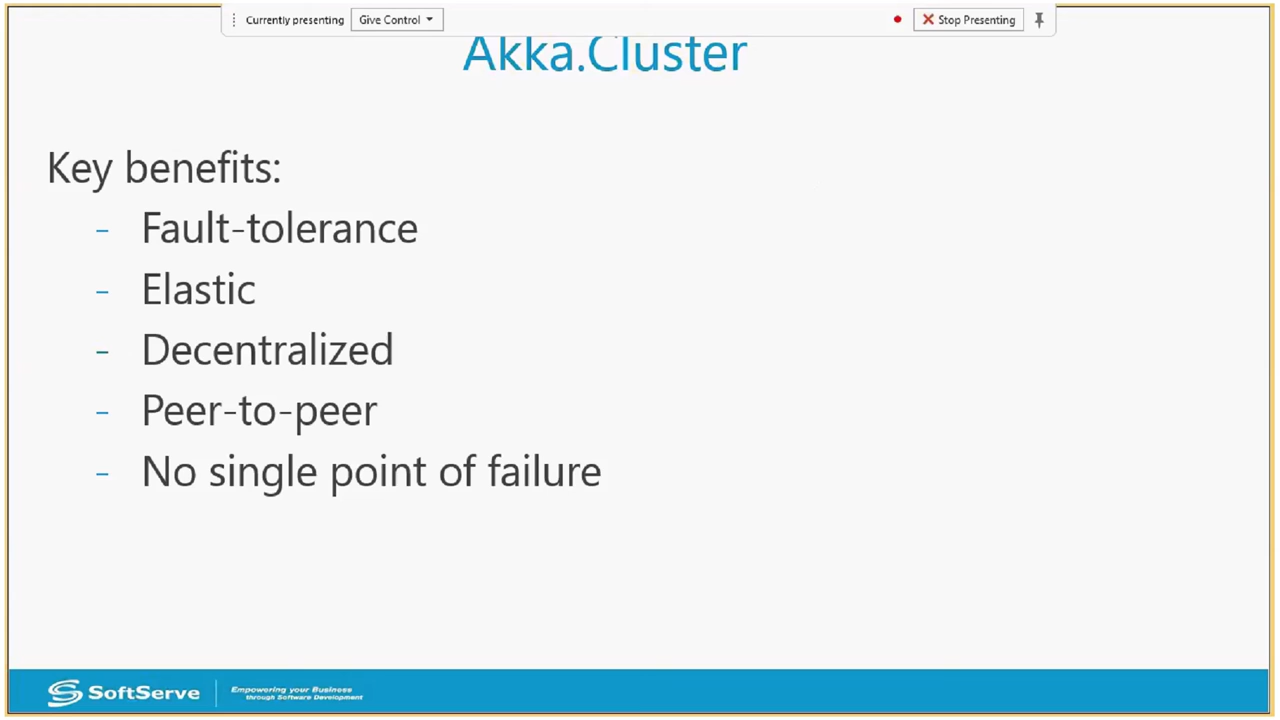 Currently presenting Give Control Stop Presenting
Akka.Cluster
Key benefits:
- Fault-tolerance
- Elastic
- Decentralized
- Peer-to-peer
- No single point of failure
SoftServe
Empowering your Business
through Software Development